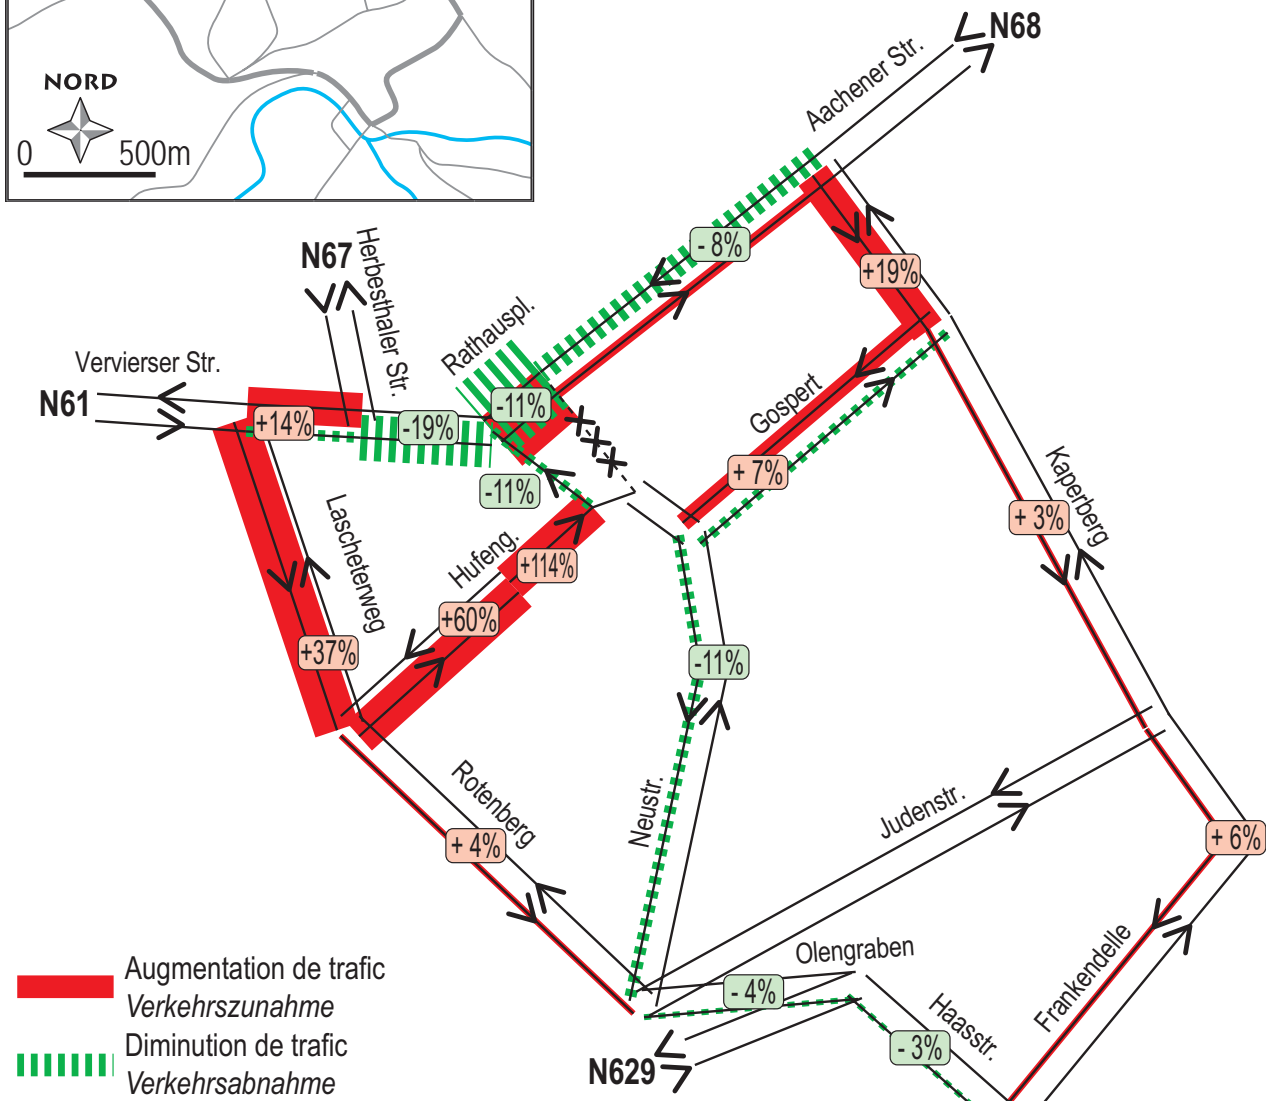 NORD
0 500m
N68
Aachener Str.
- 8%
+19%
N67
Herbesthaler Str.
Rathauspl.
Vervierser Str.
N61
+14%
-19%
-11%
-11%
Gospert
+ 7%
Kaperberg
+ 3%
Lascheterweg
+37%
Hufeng.
+114%
+60%
-11%
Neustr.
Rotenberg
+ 4%
Judenstr.
+ 6%
Olengraben
- 4%
Haasstr.
- 3%
Frankendelle
N629
Augmentation de trafic
Verkehrszunahme
Diminution de trafic
Verkehrsabnahme